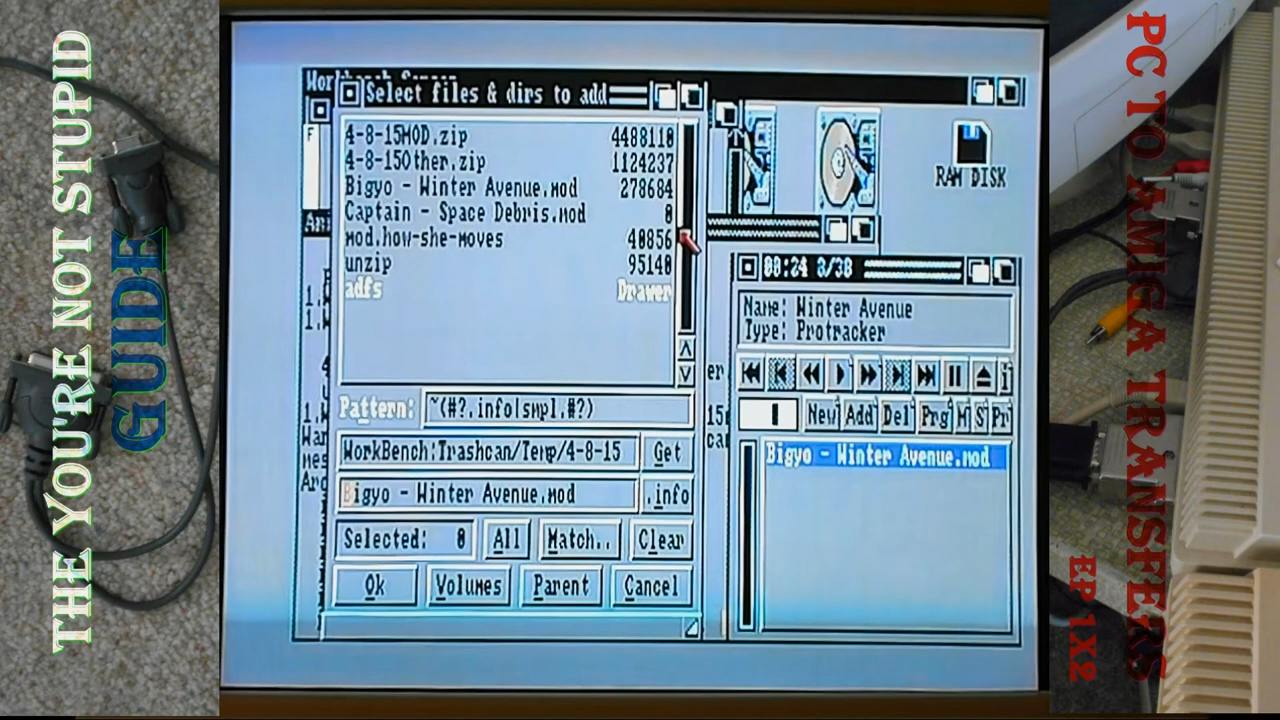 THE YOU'RE NOT STUPID
GUIDE
PC TO AMIGA TRANSFERS
EP 1X2
Select files & dirs to add
4-8-15MOD.zip 4488110
4-8-15Other.zip 1124237
Bigyo - Winter Avenue.mod 278684
Captain - Space Debris.mod 0
mod.how-she-moves 40856
unzip 95140
adfs Drawer
Pattern: ~(#?.info|smpl.#?)
WorkBench:Trashcan/Temp/4-8-15 Get
Bigyo - Winter Avenue.mod .info
Selected: 0 All Match.. Clear
Ok Volumes Parent Cancel
RAM DISK
00:24 3/38
Name: Winter Avenue
Type: Protracker
New Add Del Prg
Bigyo - Winter Avenue.mod